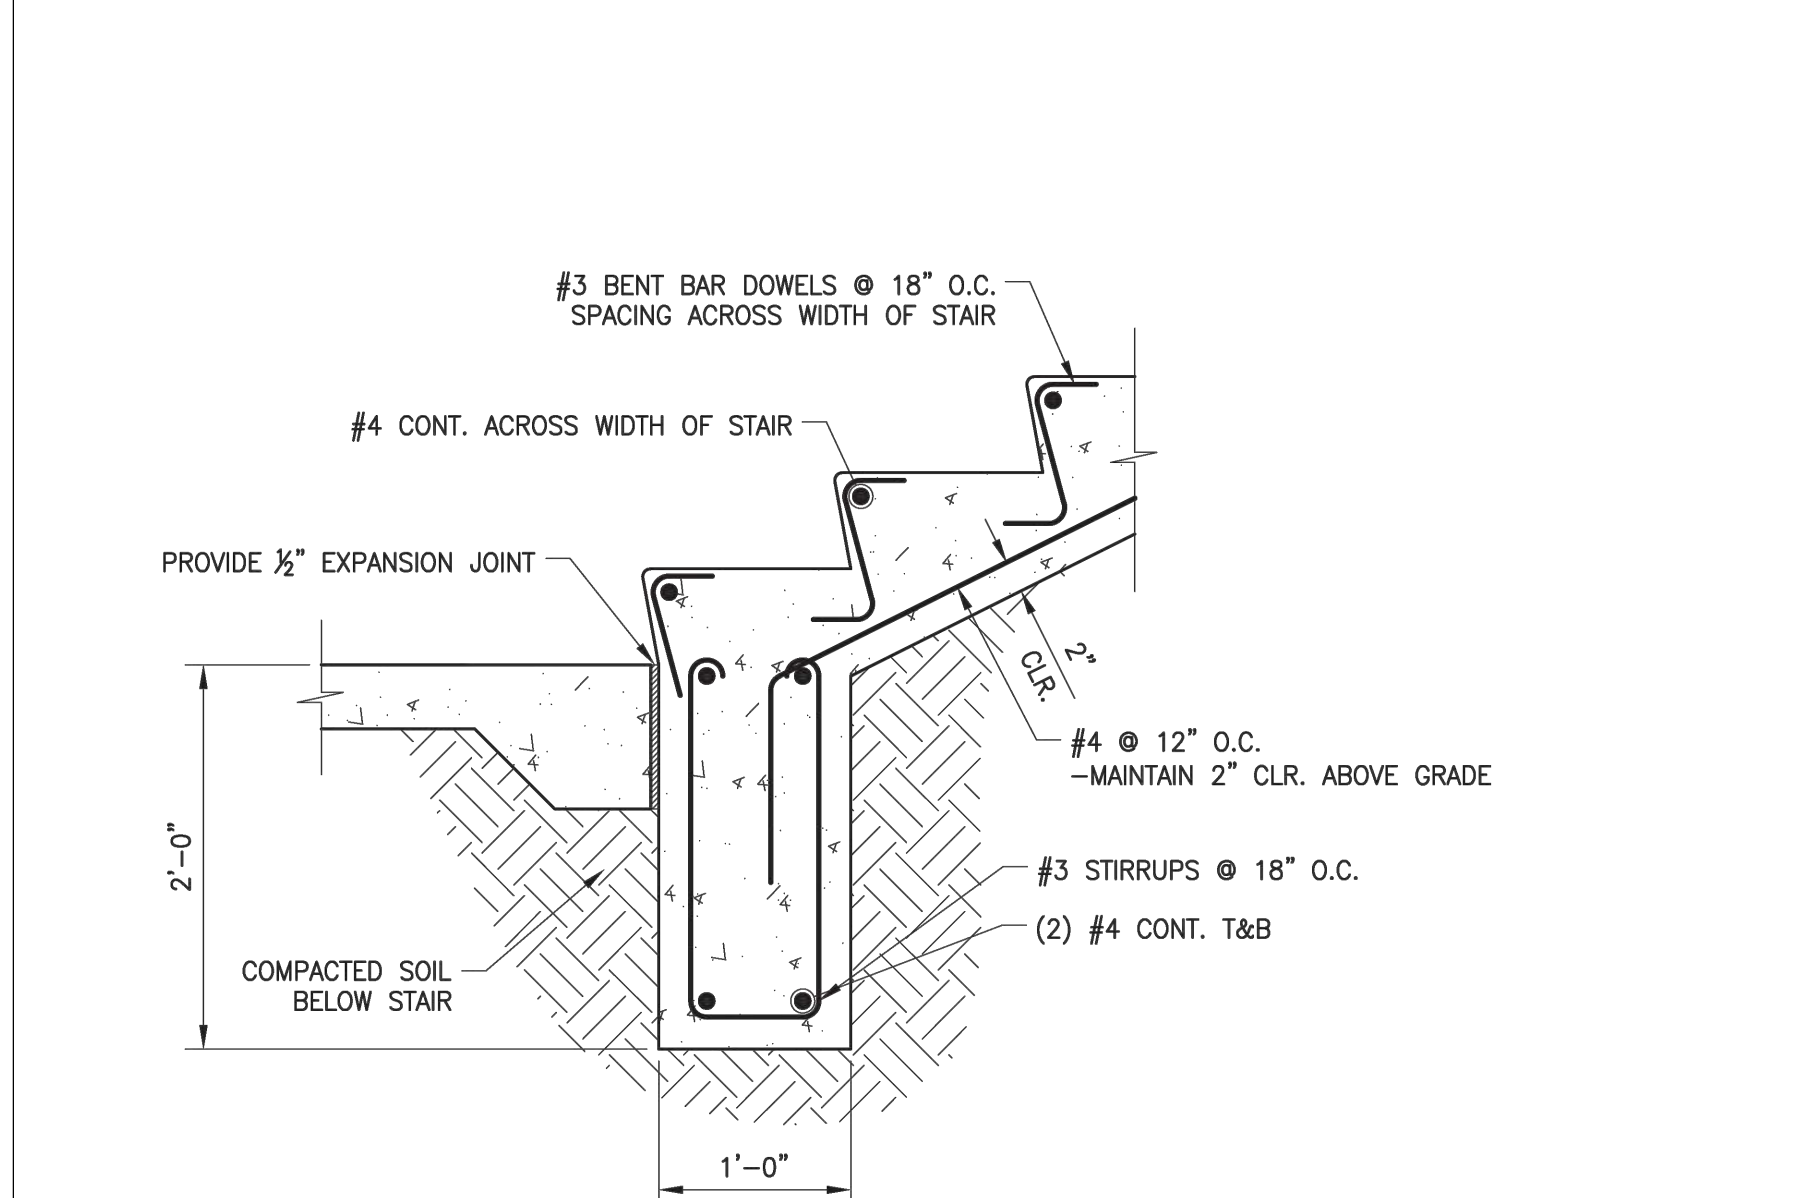 #3 BENT BAR DOWELS @ 18" O.C.
SPACING ACROSS WIDTH OF STAIR
#4 CONT. ACROSS WIDTH OF STAIR
PROVIDE ½" EXPANSION JOINT
2"
CLR.
#4 @ 12" O.C.
-MAINTAIN 2" CLR. ABOVE GRADE
2'-0"
#3 STIRRUPS @ 18" O.C.
(2) #4 CONT. T&B
COMPACTED SOIL
BELOW STAIR
1'-0"